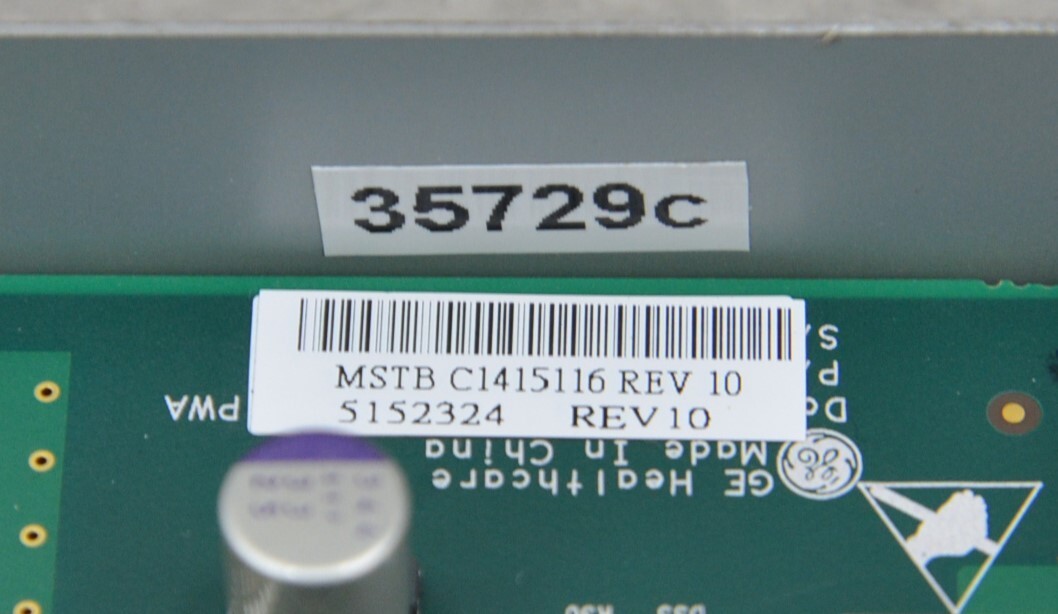 35729c
MSTB C1415116 REV 10
5152324 REV10
PWA
GE Healthcare
Made In China